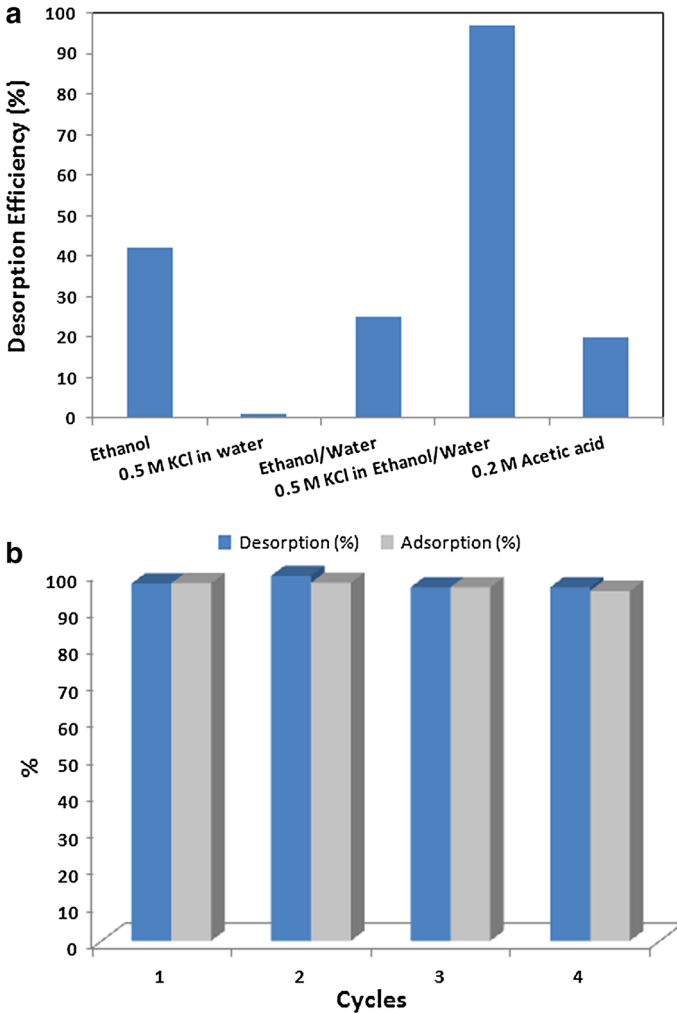 a
Desorption Efficiency (%)
100
90
80
70
60
50
40
30
20
10
0
Ethanol
0.5 M KCl in water
Ethanol/Water
0.5 M KCl in Ethanol/Water
0.2 M Acetic acid
b
Desorption (%)
Adsorption (%)
%
100
90
80
70
60
50
40
30
20
10
0
1
2
3
4
Cycles